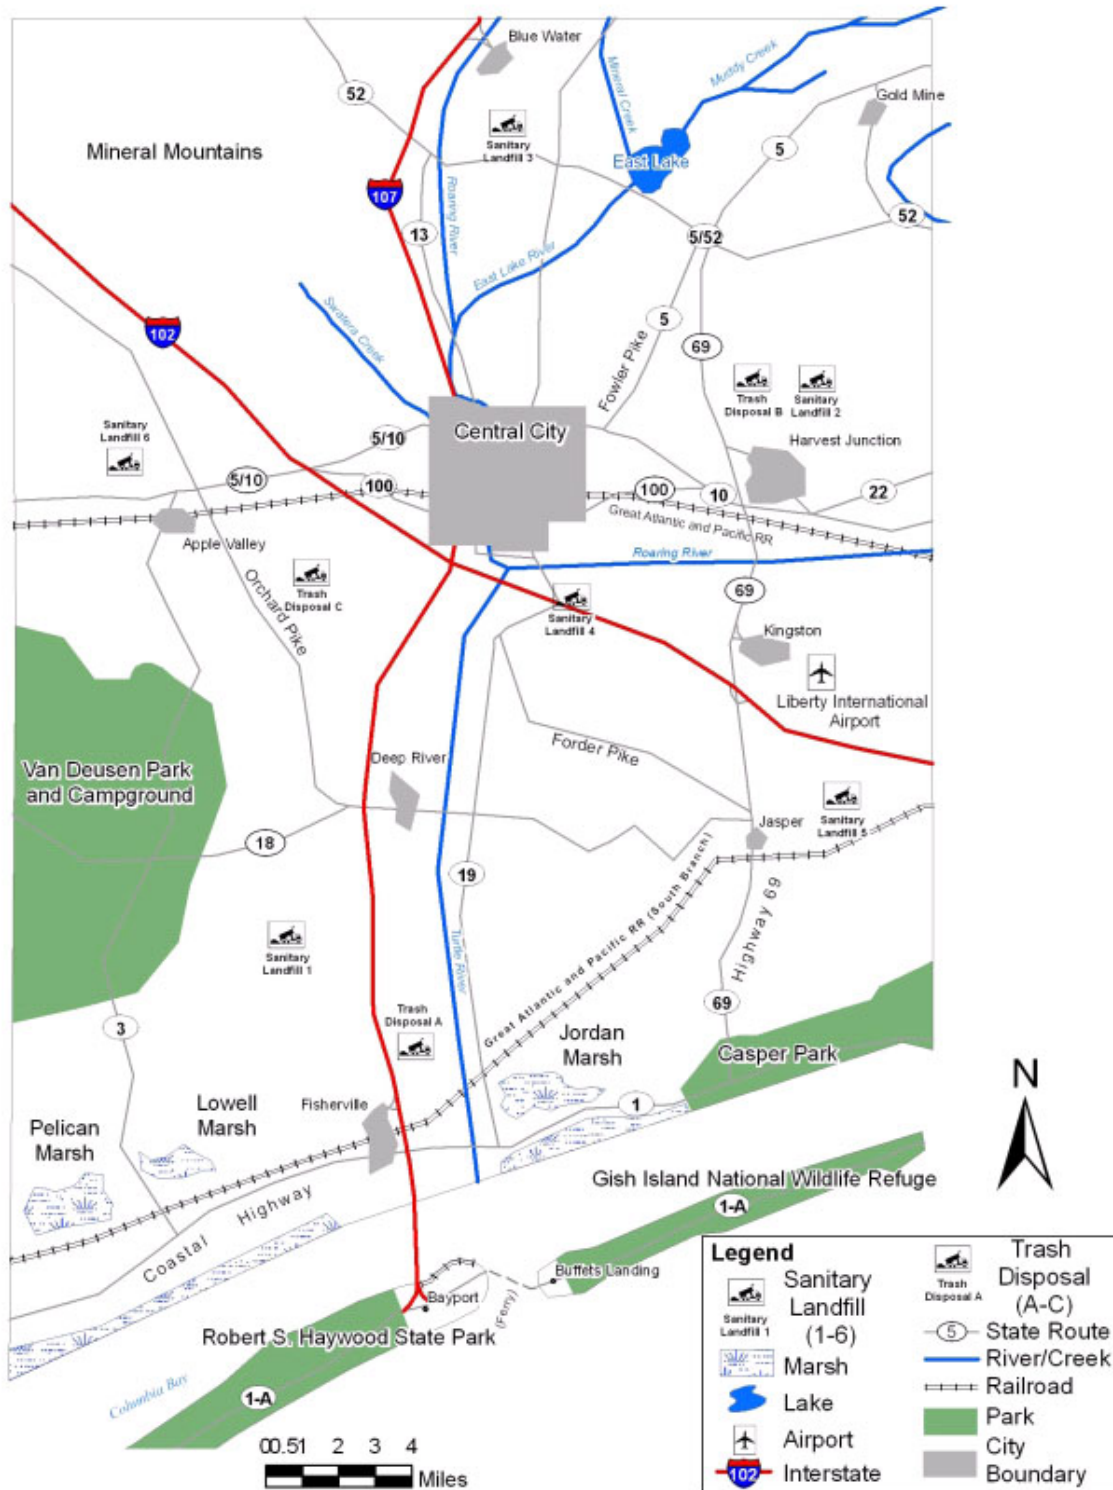 Blue Water
52
Mineral Creek
Muddy Creek
Gold Mine
Sanitary
Landfill 3
Mineral Mountains
5
East Lake
107
Roaring River
13
52
5/52
East Lake River
102
Swatera Creek
5
Fowler Pike
69
Trash
Disposal B
Sanitary
Landfill 2
Sanitary
Landfill 6
5/10
Central City
Harvest Junction
5/10
100
100
10
22
Great Atlantic and Pacific RR
Apple Valley
Roaring River
Orchard Pike
Trash
Disposal C
69
Sanitary
Landfill 4
Kingston
Liberty International
Airport
Forder Pike
Deep River
Van Deusen Park
and Campground
Sanitary
Landfill 5
Jasper
18
19
Great Atlantic and Pacific RR (South Branch)
Highway 69
Sanitary
Landfill 1
Turtle River
69
Trash
Disposal A
3
Jordan
Marsh
Casper Park
Lowell
Marsh
Fisherville
1
Pelican
Marsh
N
Gish Island National Wildlife Refuge
1-A
Coastal Highway
Buffets Landing
Bayport
(Ferry)
Robert S. Haywood State Park
Columbia Bay
1-A
00.51 2 3 4
Miles
Legend
Sanitary
Landfill 1
Sanitary
Landfill
(1-6)
Marsh
Lake
Airport
102
Interstate
Trash
Disposal A
Trash
Disposal
(A-C)
5
State Route
River/Creek
Railroad
Park
City
Boundary